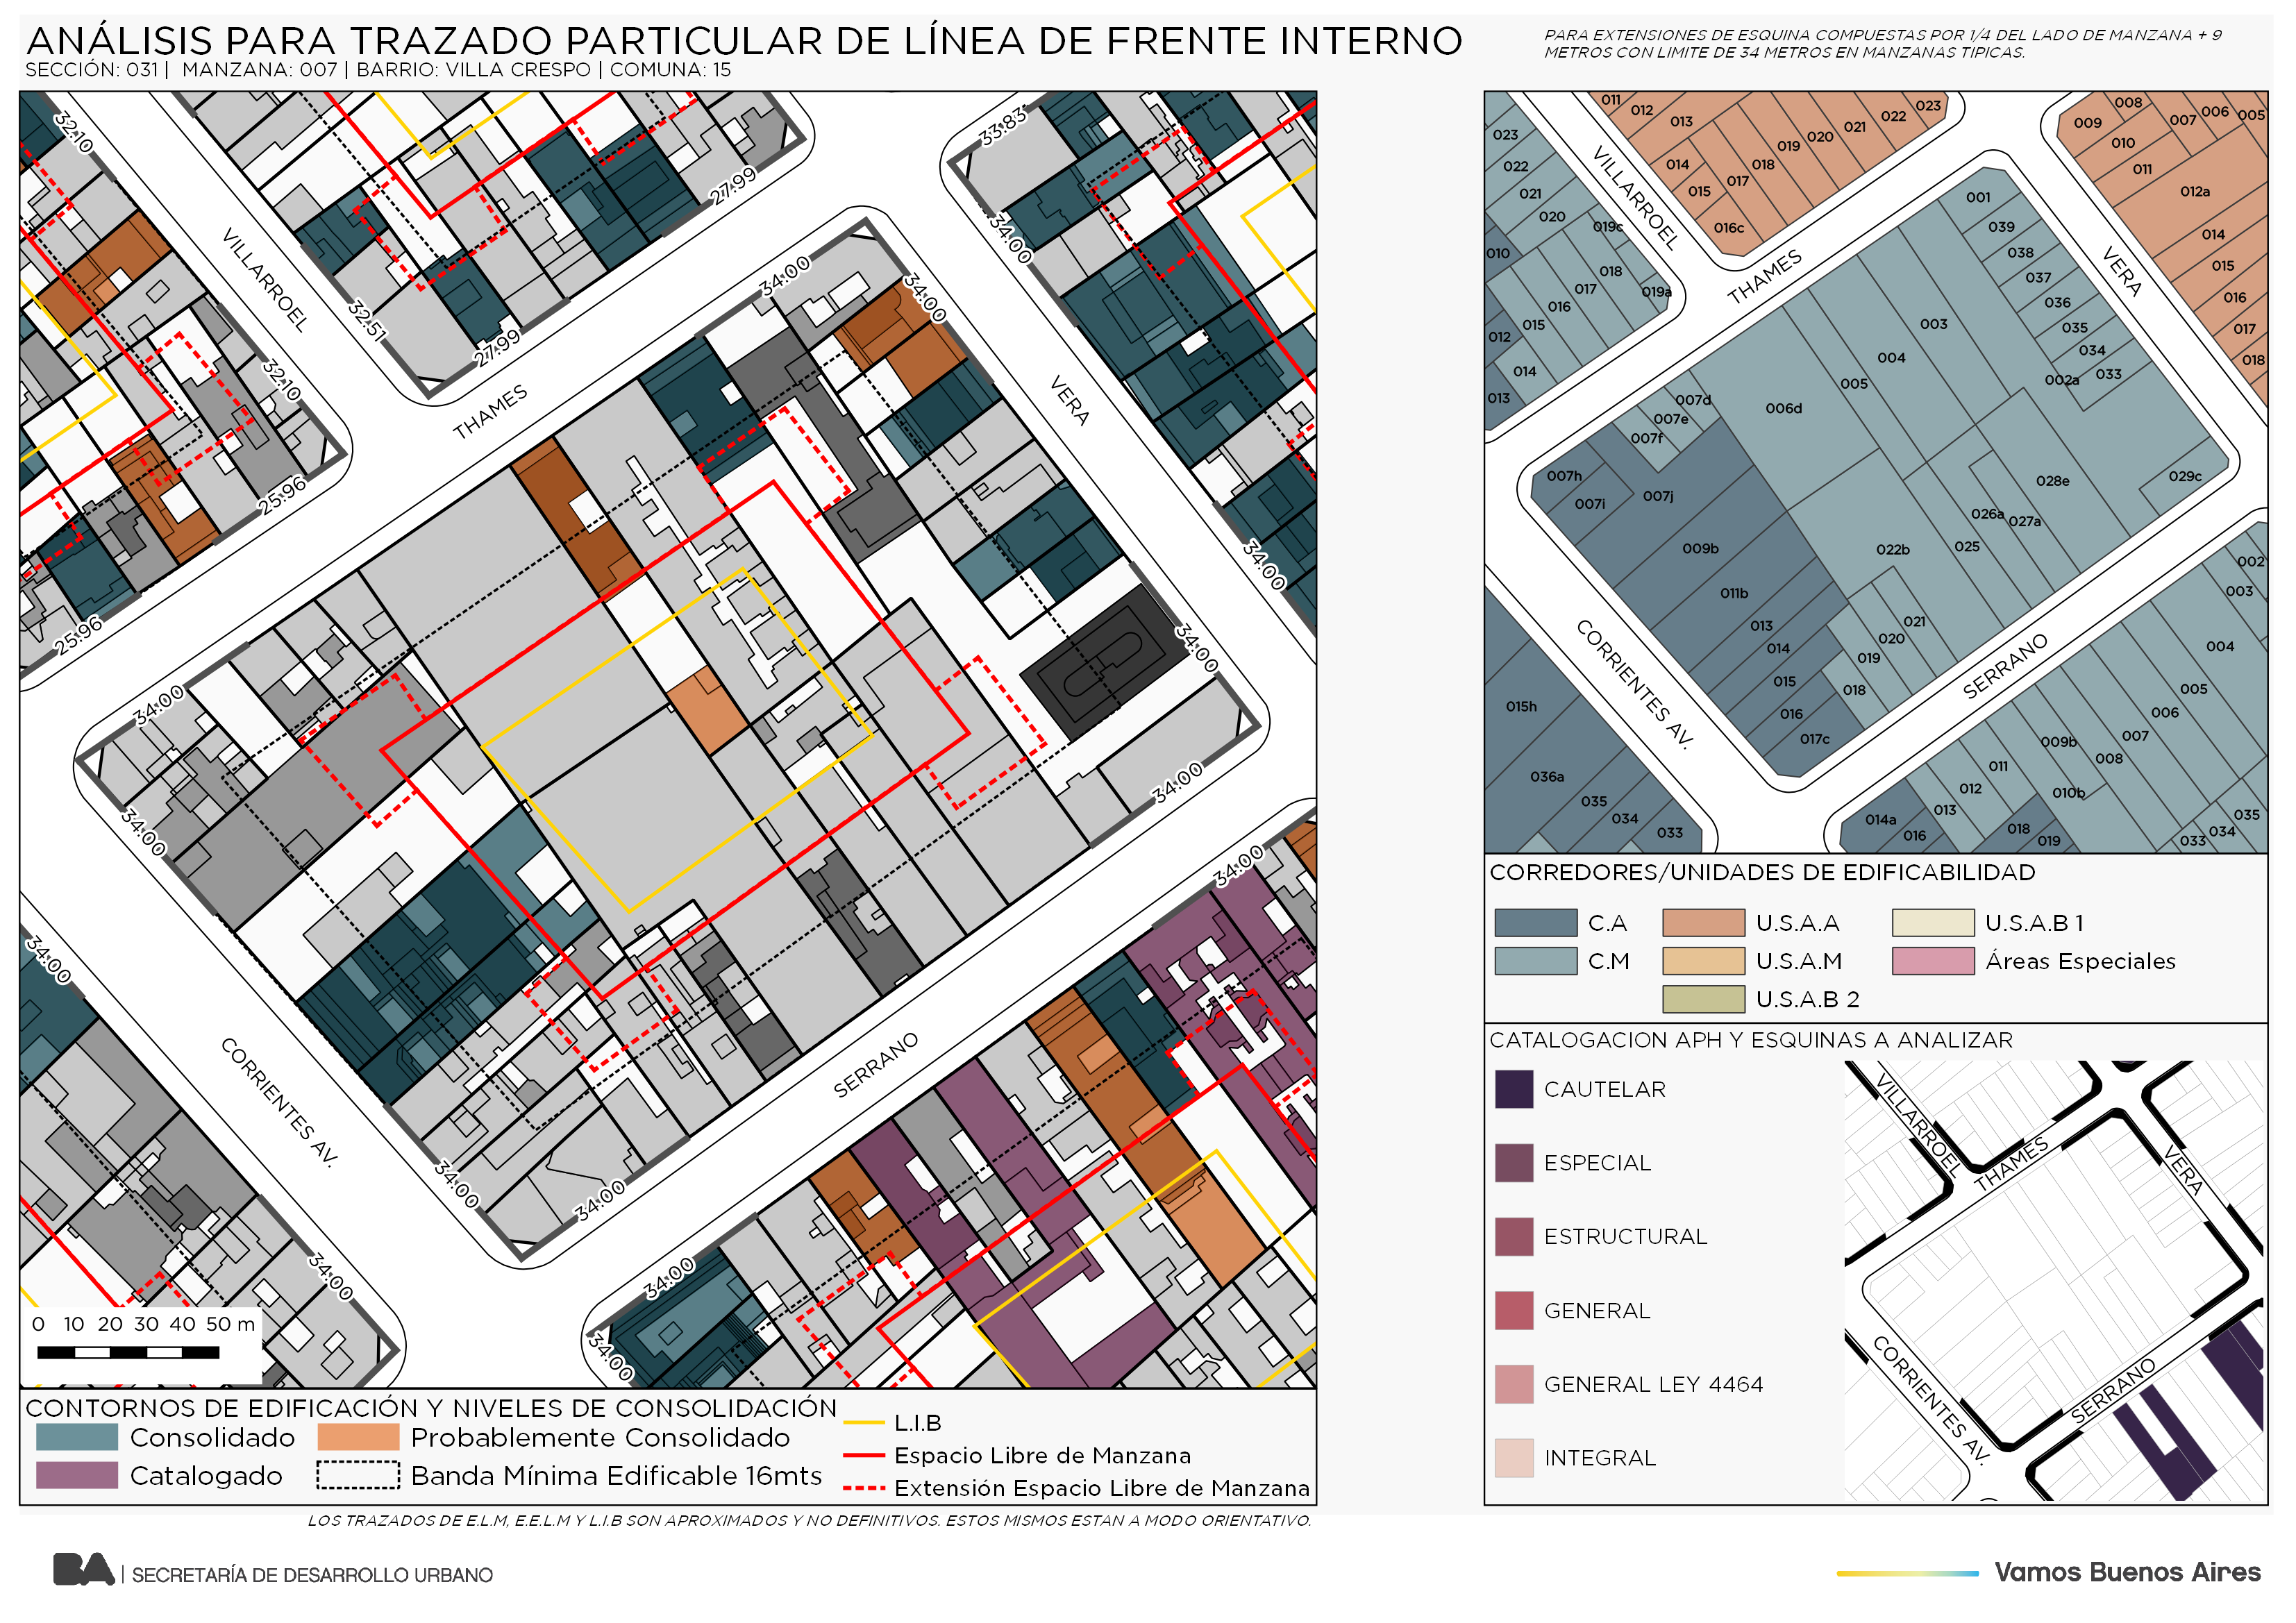 ANÁLISIS PARA TRAZADO PARTICULAR DE LÍNEA DE FRENTE INTERNO
SECCIÓN: 031 | MANZANA: 007 | BARRIO: VILLA CRESPO | COMUNA: 15
PARA EXTENSIONES DE ESQUINA COMPUESTAS POR 1/4 DEL LADO DE MANZANA + 9
METROS CON LIMITE DE 34 METROS EN MANZANAS TIPICAS.
32.10
33.83
27.99
34.00
VILLARROEL
32.51
27.99
34.00
34.00
32.10
THAMES
VERA
25.96
34.00
25.96
34.00
34.00
34.00
34.00
34.00
34.00
34.00
CORRIENTES AV.
SERRANO
34.00
34.00
34.00
34.00
34.00
0 10 20 30 40 50 m
CONTORNOS DE EDIFICACIÓN Y NIVELES DE CONSOLIDACIÓN
Consolidado
Probablemente Consolidado
Catalogado
Banda Mínima Edificable 16mts
L.I.B
Espacio Libre de Manzana
Extensión Espacio Libre de Manzana
LOS TRAZADOS DE E.L.M, E.E.L.M Y L.I.B SON APROXIMADOS Y NO DEFINITIVOS. ESTOS MISMOS ESTAN A MODO ORIENTATIVO.
011
012
013
014
015
016c
017
018
019
020
021
022
023
008
009
010
007
006
005
011
012a
014
015
016
017
018
023
022
021
020
019c
010
018
019a
017
016
015
012
014
013
VILLARROEL
THAMES
VERA
001
039
038
037
036
035
034
033
002a
003
004
005
006d
007d
007e
007f
007h
007i
007j
009b
011b
013
014
015
016
017c
018
019
020
021
022b
025
026a
027a
028e
029c
CORRIENTES AV.
SERRANO
015h
036a
035
034
033
002
003
004
005
006
007
008
009b
010b
011
012
013
014a
016
018
019
033
034
035
CORREDORES/UNIDADES DE EDIFICABILIDAD
C.A
U.S.A.A
U.S.A.B 1
C.M
U.S.A.M
Áreas Especiales
U.S.A.B 2
CATALOGACION APH Y ESQUINAS A ANALIZAR
CAUTELAR
ESPECIAL
ESTRUCTURAL
GENERAL
GENERAL LEY 4464
INTEGRAL
VILLARROEL
THAMES
VERA
CORRIENTES AV.
SERRANO
BA | SECRETARÍA DE DESARROLLO URBANO
Vamos Buenos Aires